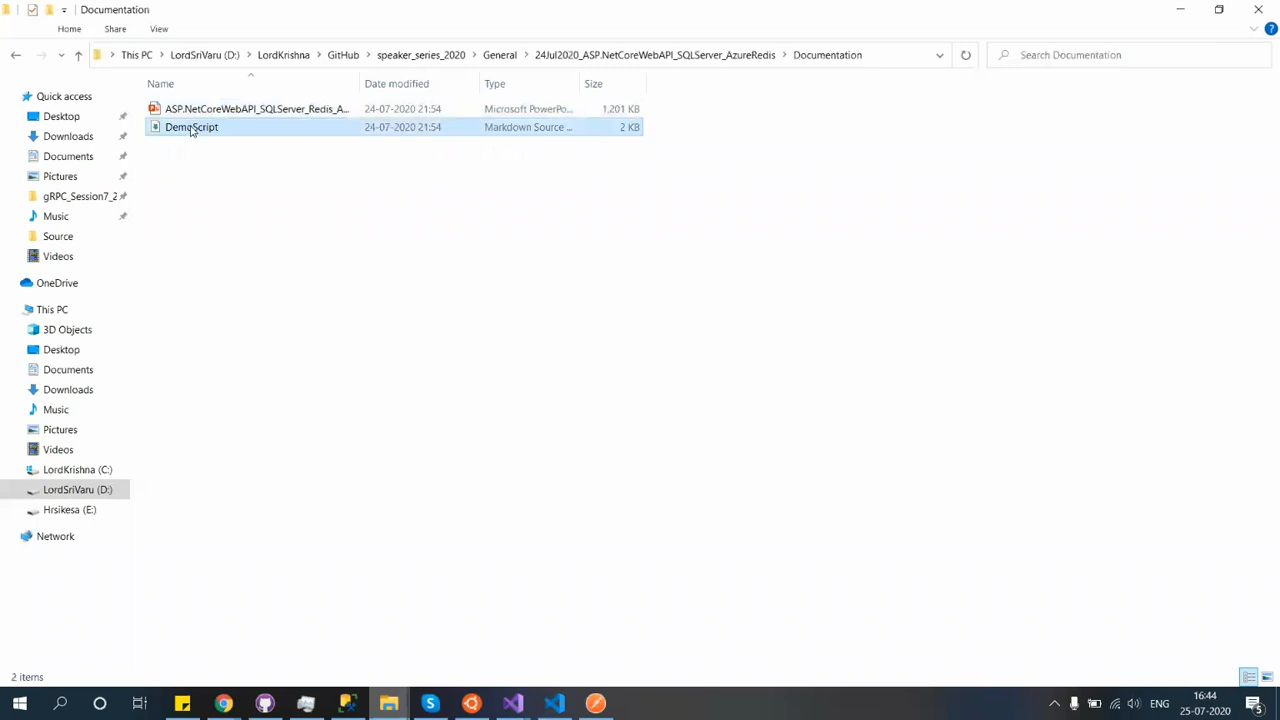 Documentation
Home Share View
This PC LordSriVaru (D:) LordKrishna GitHub speaker_series_2020 General 24Jul2020_ASP.NetCoreWebAPI_SQLServer_AzureRedis Documentation Search Documentation
Name Date modified Type Size
ASP.NetCoreWebAPI_SQLServer_Redis_A... 24-07-2020 21:54 Microsoft PowerPo... 1,201 KB
DemoScript 24-07-2020 21:54 Markdown Source ... 2 KB
Quick access
Desktop
Downloads
Documents
Pictures
gRPC_Session7_2
Music
Source
Videos
OneDrive
This PC
3D Objects
Desktop
Documents
Downloads
Music
Pictures
Videos
LordKrishna (C:)
LordSriVaru (D:)
Hrsikesa (E:)
Network
2 items
ENG
16:44
25-07-2020
5